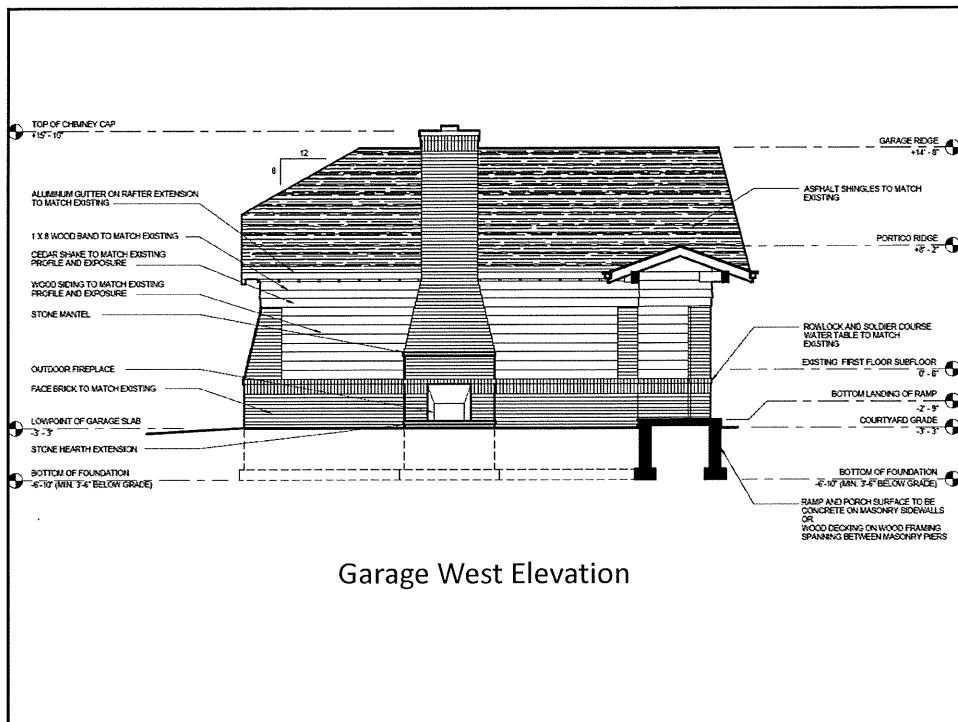 TOP OF CHIMNEY CAP
+15' - 10"
12
8
ALUMINUM GUTTER ON RAFTER EXTENSION
TO MATCH EXISTING
1 X 8 WOOD BAND TO MATCH EXISTING
CEDAR SHAKE TO MATCH EXISTING
PROFILE AND EXPOSURE
WOOD SIDING TO MATCH EXISTING
PROFILE AND EXPOSURE
STONE MANTEL
OUTDOOR FIREPLACE
FACE BRICK TO MATCH EXISTING
LOWPOINT OF GARAGE SLAB
-3' - 3"
STONE HEARTH EXTENSION
BOTTOM OF FOUNDATION
-6'-10" (MIN. 3'-6" BELOW GRADE)
GARAGE RIDGE
+14' - 8"
ASPHALT SHINGLES TO MATCH
EXISTING
PORTICO RIDGE
+8' - 2"
ROWLOCK AND SOLDIER COURSE
WATER TABLE TO MATCH
EXISTING
EXISTING FIRST FLOOR SUBFLOOR
BOTTOM LANDING OF RAMP
-2' - 9"
COURTYARD GRADE
-3' - 3"
BOTTOM OF FOUNDATION
-6'-10" (MIN. 3'-6" BELOW GRADE)
RAMP AND PORCH SURFACE TO BE
CONCRETE ON MASONRY SIDEWALLS
OR
WOOD DECKING ON WOOD FRAMING
SPANNING BETWEEN MASONRY PIERS
Garage West Elevation